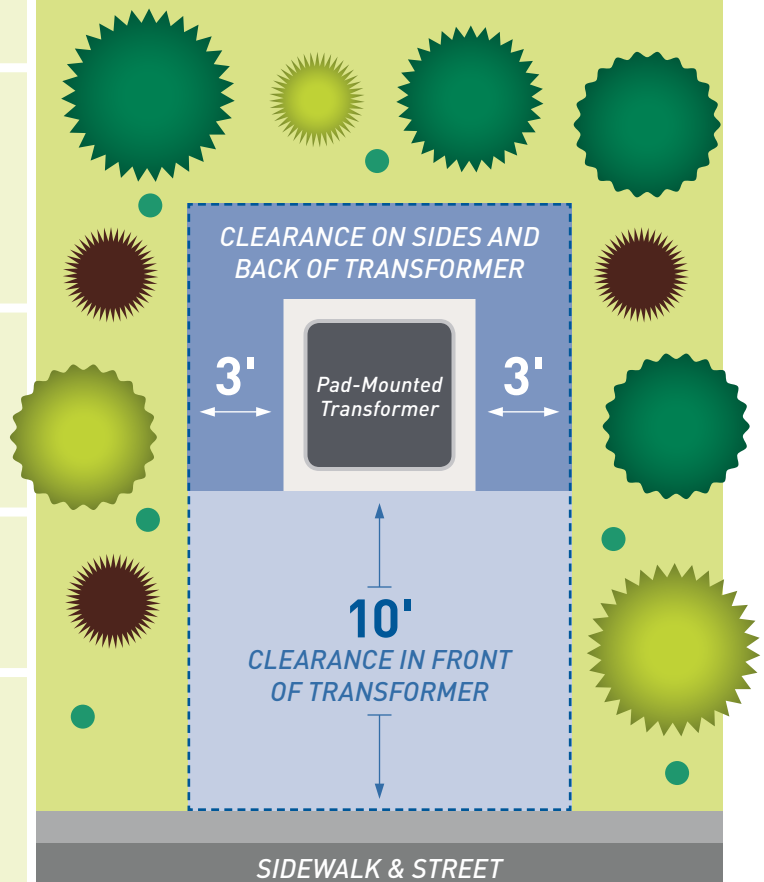 CLEARANCE ON SIDES AND
BACK OF TRANSFORMER
3'
3'
Pad-Mounted
Transformer
10'
CLEARANCE IN FRONT
OF TRANSFORMER
SIDEWALK & STREET